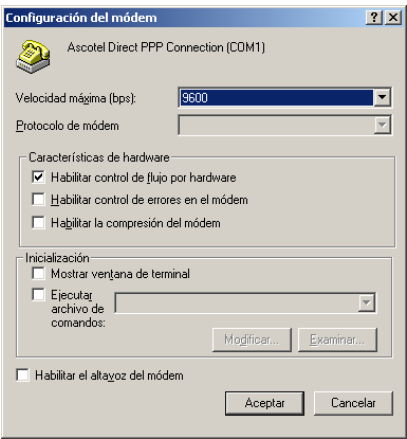 Configuración del módem
Ascotel Direct PPP Connection (COM1)
Velocidad máxima (bps): 9600
Protocolo de módem
Características de hardware
Habilitar control de flujo por hardware
Habilitar control de errores en el módem
Habilitar la compresión del módem
Inicialización
Mostrar ventana de terminal
Ejecutar
archivo de
comandos:
Modificar... Examinar...
Habilitar el altavoz del módem
Aceptar Cancelar